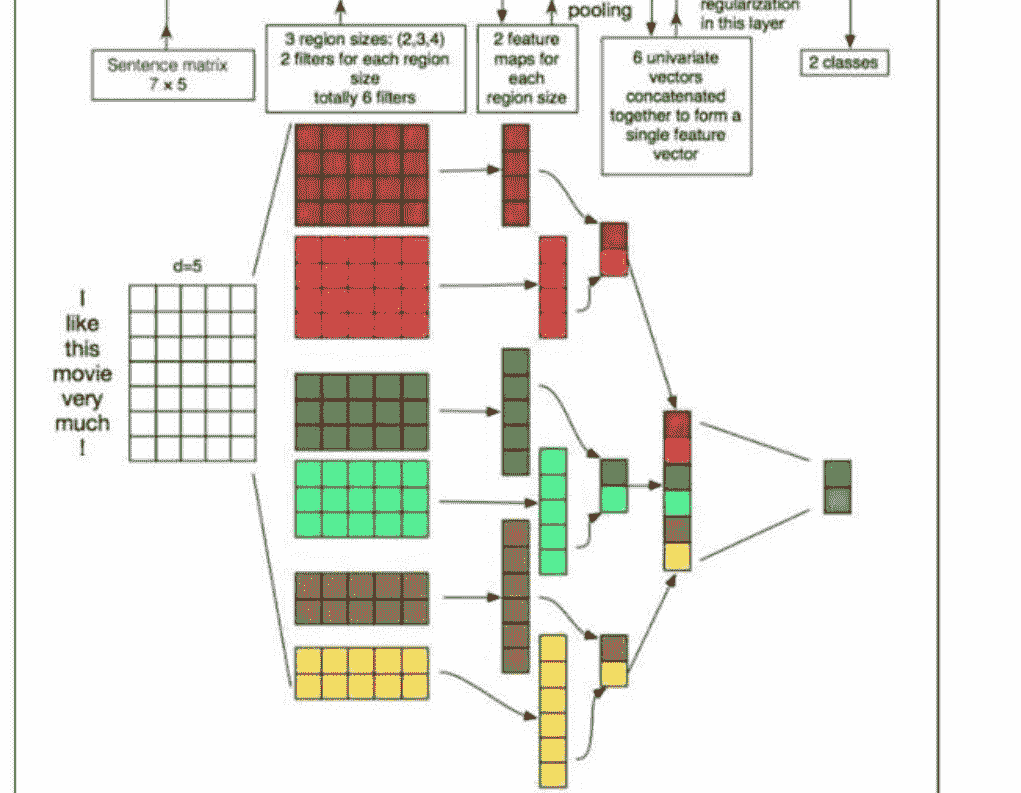 pooling
regularization
in this layer
Sentence matrix
7 × 5
3 region sizes: (2,3,4)
2 filters for each region
size
totally 6 filters
2 feature
maps for
each
region size
6 univariate
vectors
concatenated
together to form a
single feature
vector
2 classes
d=5
I
like
this
movie
very
much
!